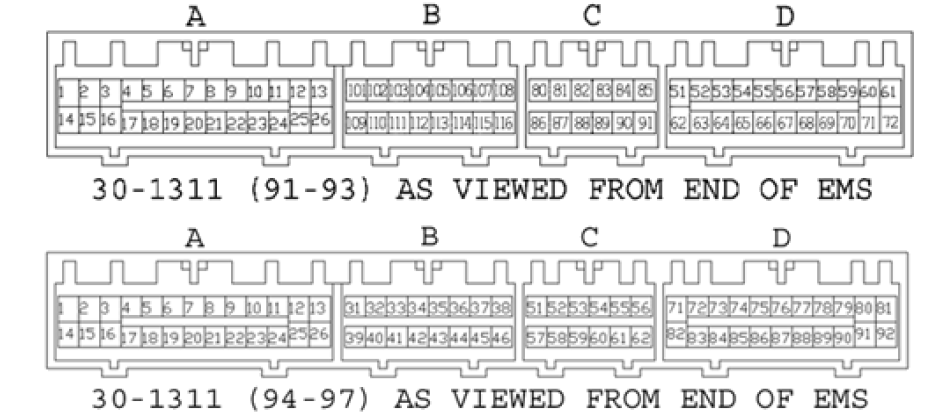 A B C D
1 2 3 4 5 6 7 8 9 10 11 12 13 101 102 103 104 105 106 107 108 80 81 82 83 84 85 51 52 53 54 55 56 57 58 59 60 61
14 15 16 17 18 19 20 21 22 23 24 25 26 109 110 111 112 113 114 115 116 86 87 88 89 90 91 62 63 64 65 66 67 68 69 70 71 72
30-1311 (91-93) AS VIEWED FROM END OF EMS
A B C D
1 2 3 4 5 6 7 8 9 10 11 12 13 31 32 33 34 35 36 37 38 51 52 53 54 55 56 71 72 73 74 75 76 77 78 79 80 81
14 15 16 17 18 19 20 21 22 23 24 25 26 39 40 41 42 43 44 45 46 57 58 59 60 61 62 82 83 84 85 86 87 88 89 90 91 92
30-1311 (94-97) AS VIEWED FROM END OF EMS